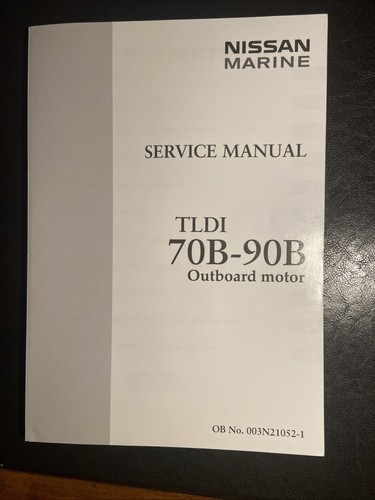 NISSAN
MARINE
SERVICE MANUAL
TLDI
70B-90B
Outboard motor
OB No. 003N21052-1